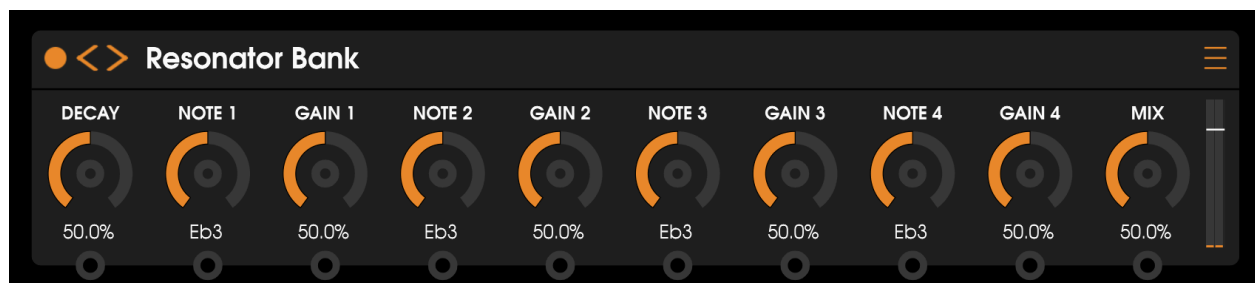 Resonator Bank
DECAY NOTE 1 GAIN 1 NOTE 2 GAIN 2 NOTE 3 GAIN 3 NOTE 4 GAIN 4 MIX
50.0% Eb3 50.0% Eb3 50.0% Eb3 50.0% Eb3 50.0% 50.0%